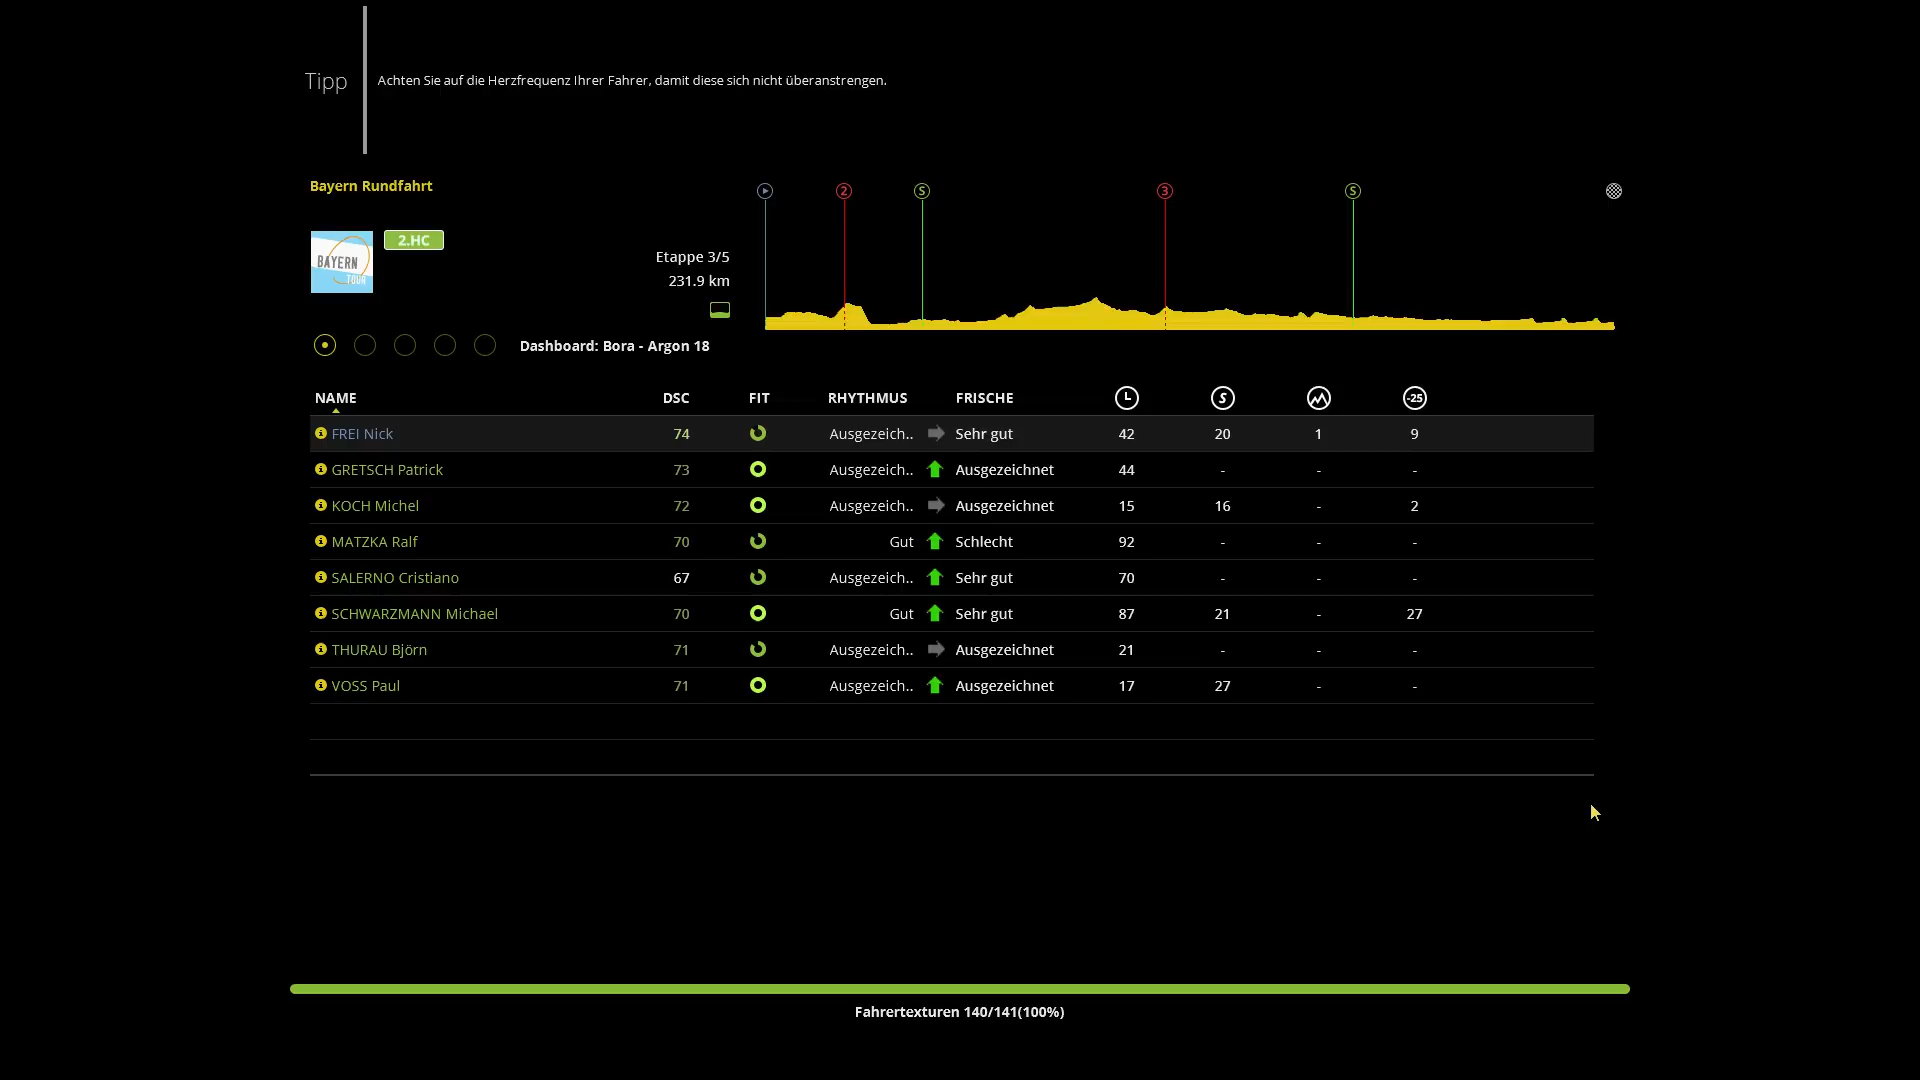 Tipp
Achten Sie auf die Herzfrequenz Ihrer Fahrer, damit diese sich nicht überanstrengen.
Bayern Rundfahrt
2 S 3 S
2.HC
BAYERN
TOUR
Etappe 3/5
231.9 km
Dashboard: Bora - Argon 18
NAME DSC FIT RHYTHMUS FRISCHE S -25
FREI Nick 74 Ausgezeich.. Sehr gut 42 20 1 9
GRETSCH Patrick 73 Ausgezeich.. Ausgezeichnet 44 - - -
KOCH Michel 72 Ausgezeich.. Ausgezeichnet 15 16 - 2
MATZKA Ralf 70 Gut Schlecht 92 - - -
SALERNO Cristiano 67 Ausgezeich.. Sehr gut 70 - - -
SCHWARZMANN Michael 70 Gut Sehr gut 87 21 - 27
THURAU Björn 71 Ausgezeich.. Ausgezeichnet 21 - - -
VOSS Paul 71 Ausgezeich.. Ausgezeichnet 17 27 - -
Fahrertexturen 140/141(100%)